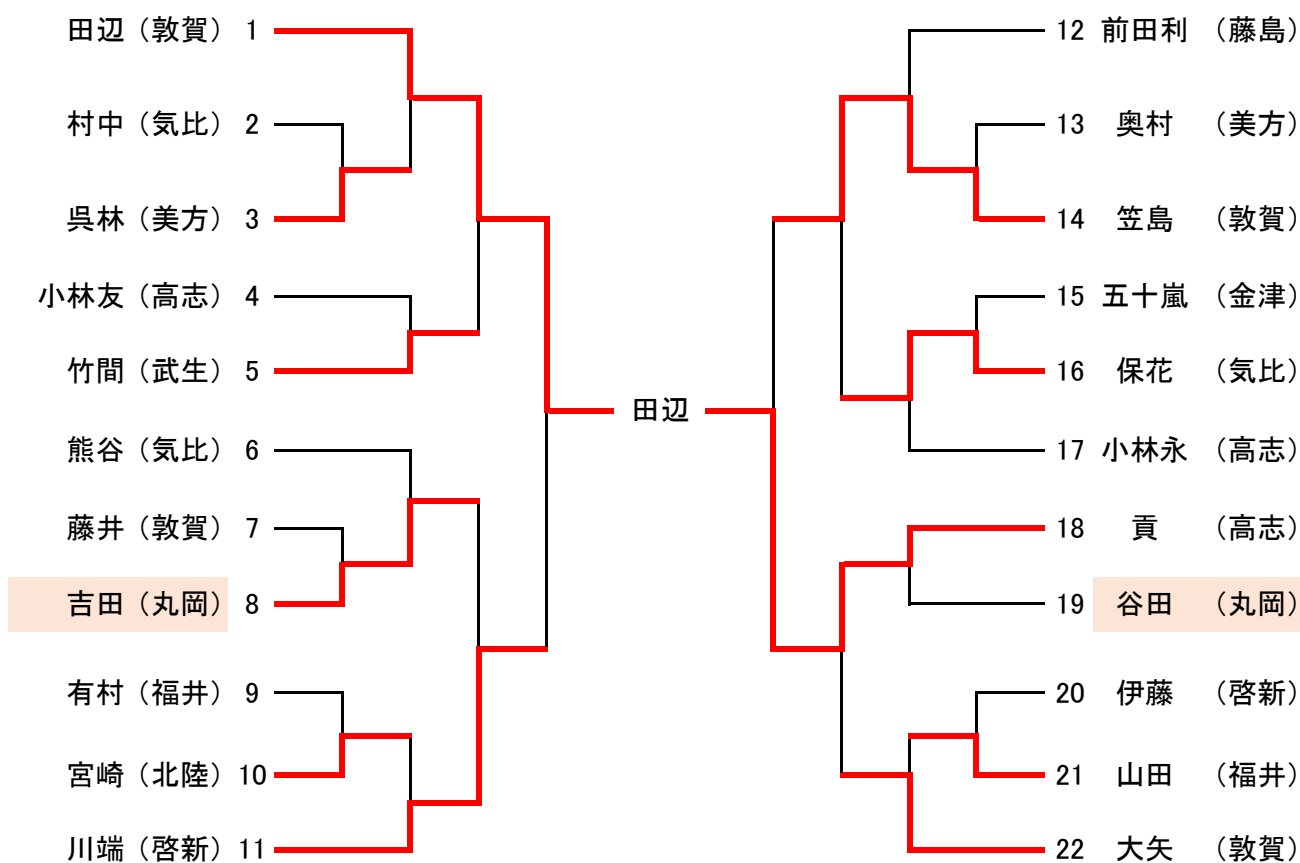 田辺（敦賀） 1
村中（気比） 2
呉林（美方） 3
小林友（高志） 4
竹間（武生） 5
熊谷（気比） 6
藤井（敦賀） 7
吉田（丸岡） 8
有村（福井） 9
宮崎（北陸） 10
川端（啓新） 11
田辺
12 前田利 （藤島）
13 奥村 （美方）
14 笠島 （敦賀）
15 五十嵐 （金津）
16 保花 （気比）
17 小林永 （高志）
18 貢 （高志）
19 谷田 （丸岡）
20 伊藤 （啓新）
21 山田 （福井）
22 大矢 （敦賀）